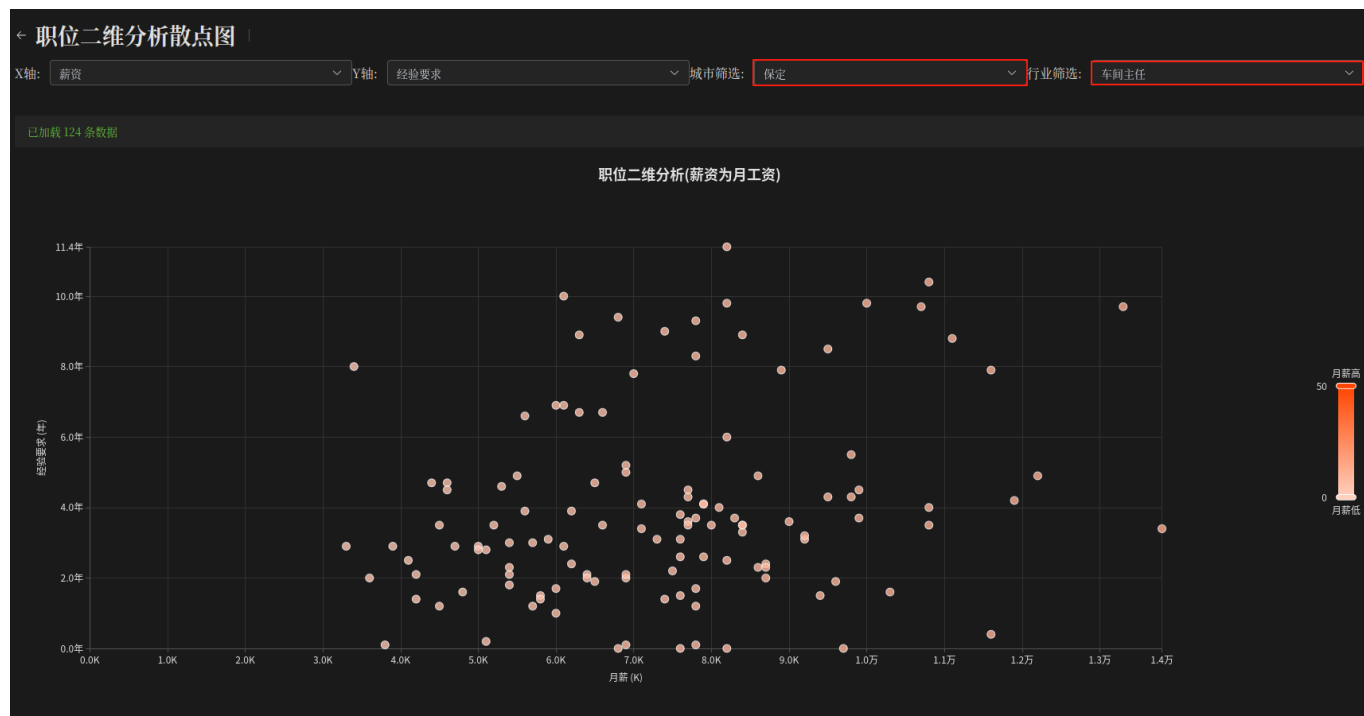 ← 职位二维分析散点图
X轴: 薪资 Y轴: 经验要求 城市筛选: 保定 行业筛选: 车间主任
已加载 124 条数据
职位二维分析(薪资为月工资)
11.4年
10.0年
8.0年
6.0年
4.0年
2.0年
0.0年
经验要求 (年)
0.0K 1.0K 2.0K 3.0K 4.0K 5.0K 6.0K 7.0K 8.0K 9.0K 1.0万 1.1万 1.2万 1.3万 1.4万
月薪 (K)
月薪高
50
0
月薪低